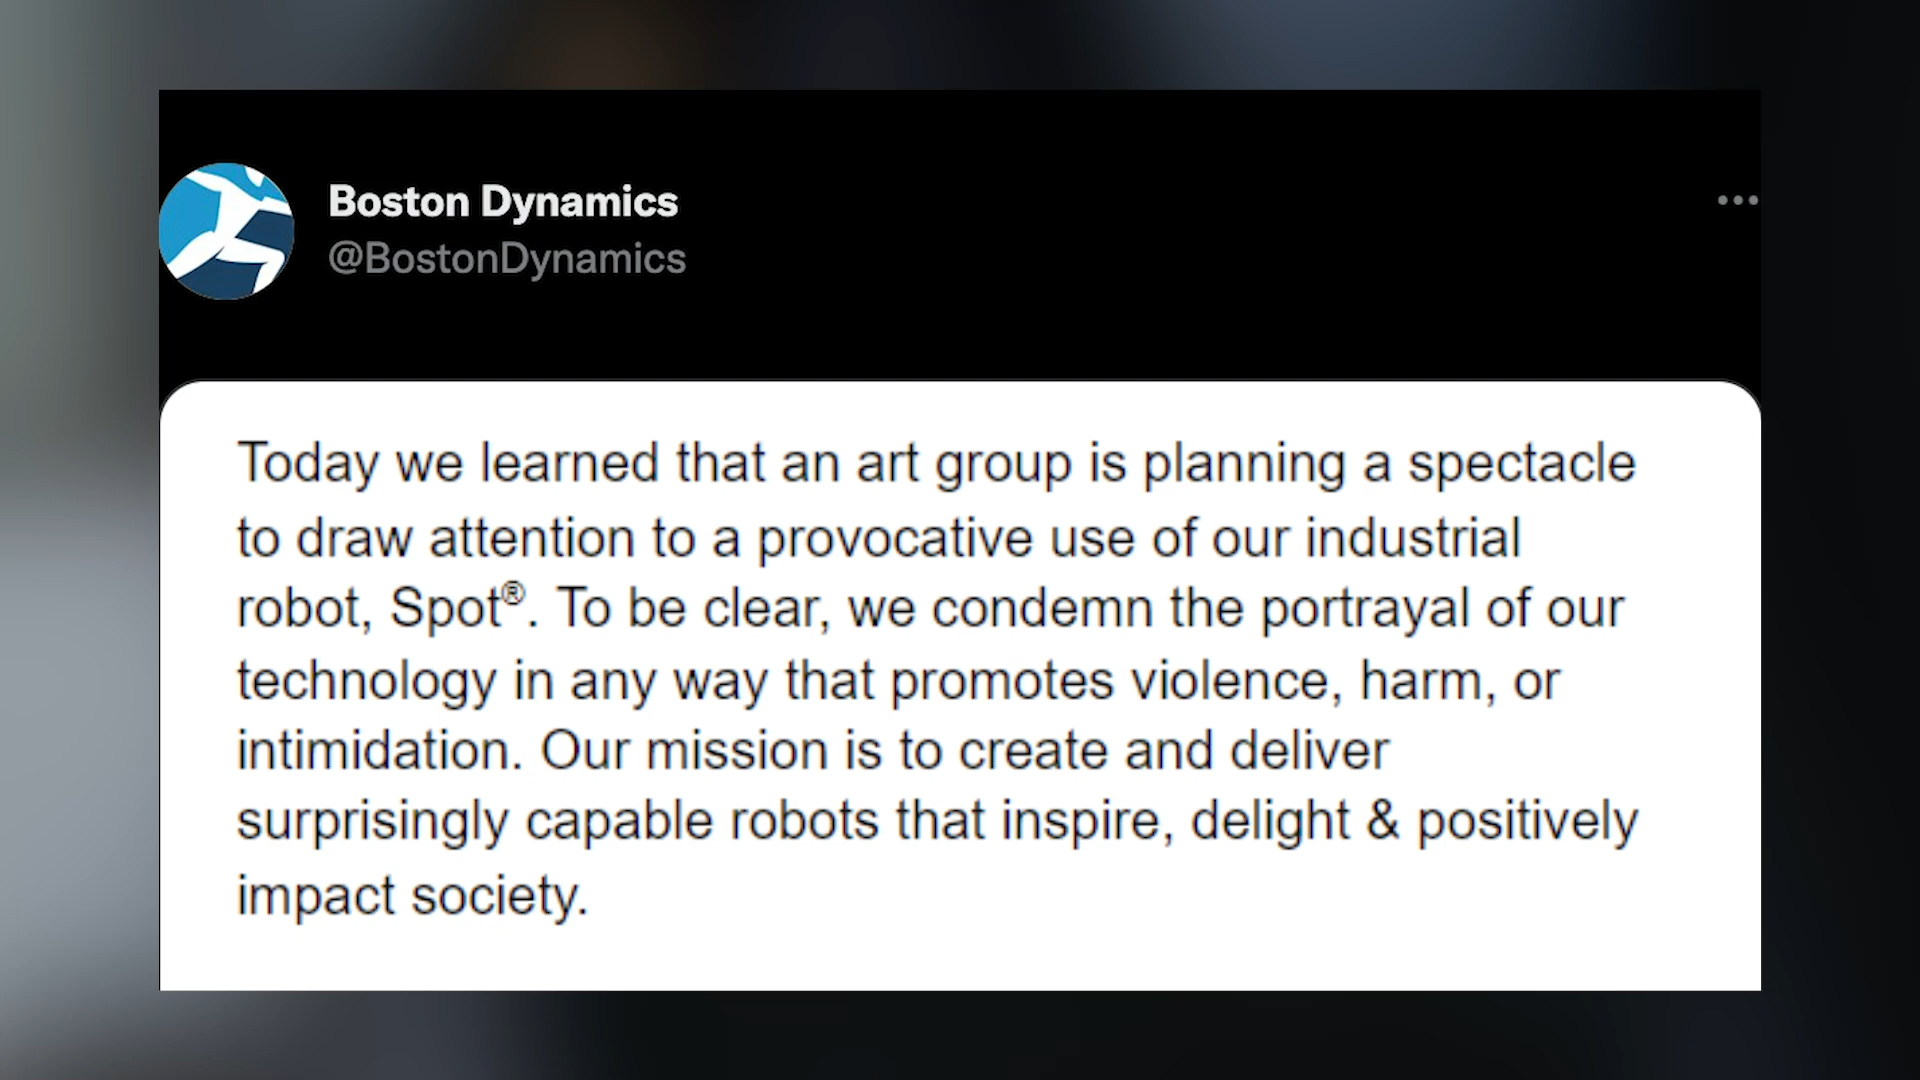 Boston Dynamics
@BostonDynamics
Today we learned that an art group is planning a spectacle
to draw attention to a provocative use of our industrial
robot, Spot®. To be clear, we condemn the portrayal of our
technology in any way that promotes violence, harm, or
intimidation. Our mission is to create and deliver
surprisingly capable robots that inspire, delight & positively
impact society.